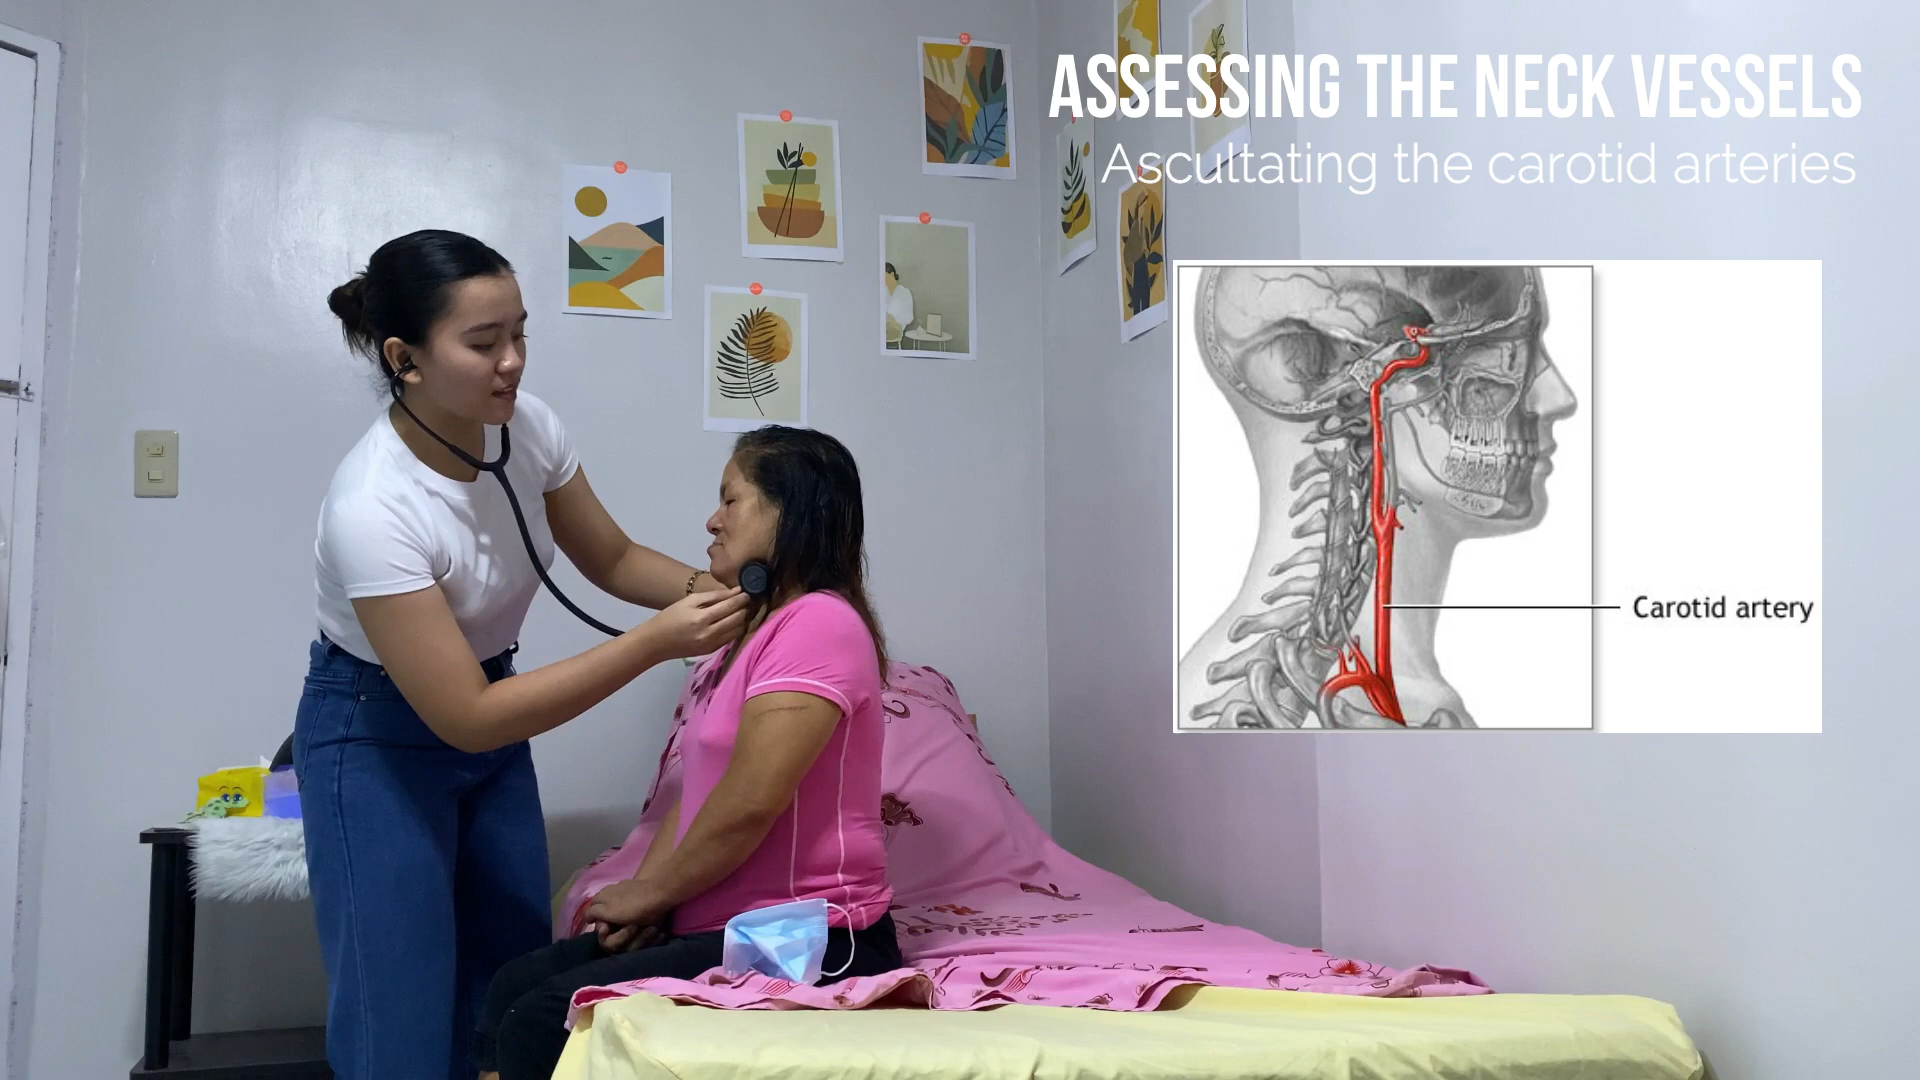 ASSESSING THE NECK VESSELS
Ascultating the carotid arteries
Carotid artery